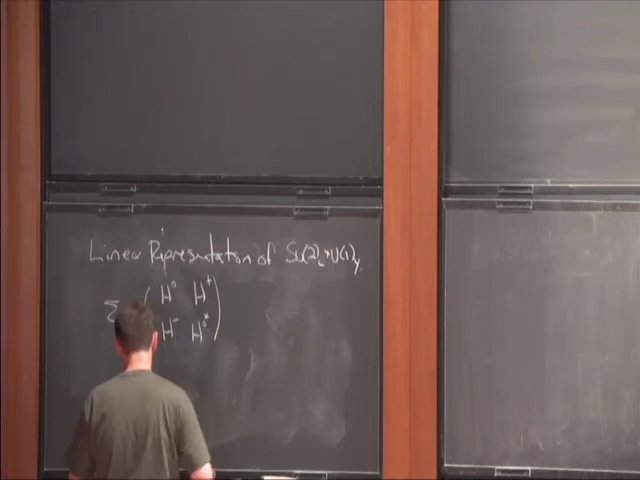 Linear Representation of SU(2)L×U(1)Y
Σ ( H⁰ H⁺ )
H⁻ H⁰*